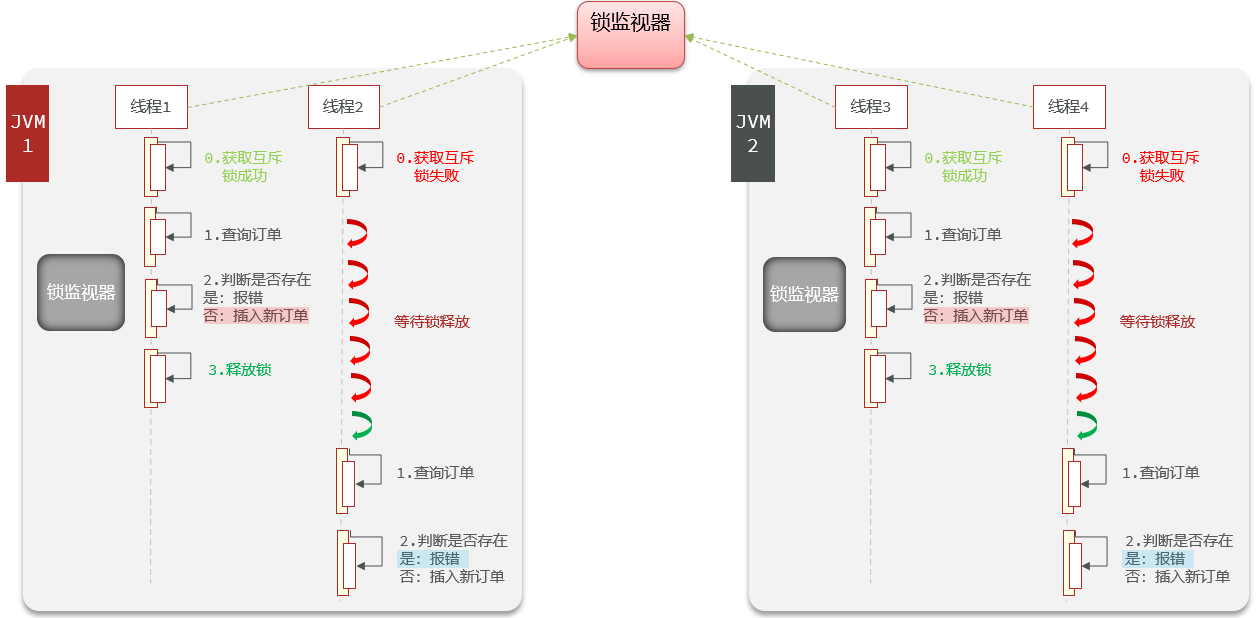 锁监视器
JVM
1
线程1
线程2
0.获取互斥
锁成功
0.获取互斥
锁失败
1.查询订单
锁监视器
2.判断是否存在
是：报错
否：插入新订单
等待锁释放
3.释放锁
1.查询订单
2.判断是否存在
是：报错
否：插入新订单
JVM
2
线程3
线程4
0.获取互斥
锁成功
0.获取互斥
锁失败
1.查询订单
锁监视器
2.判断是否存在
是：报错
否：插入新订单
等待锁释放
3.释放锁
1.查询订单
2.判断是否存在
是：报错
否：插入新订单